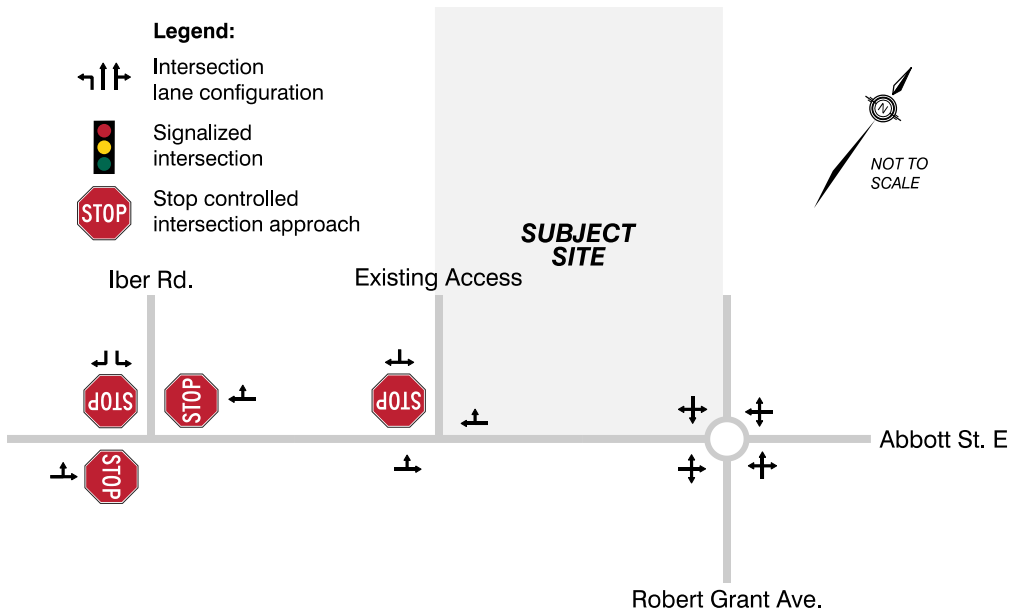 Legend:
Intersection
lane configuration
Signalized
intersection
STOP
Stop controlled
intersection approach
N
NOT TO
SCALE
SUBJECT
SITE
Iber Rd.
Existing Access
STOP
STOP
STOP
STOP
Abbott St. E
Robert Grant Ave.